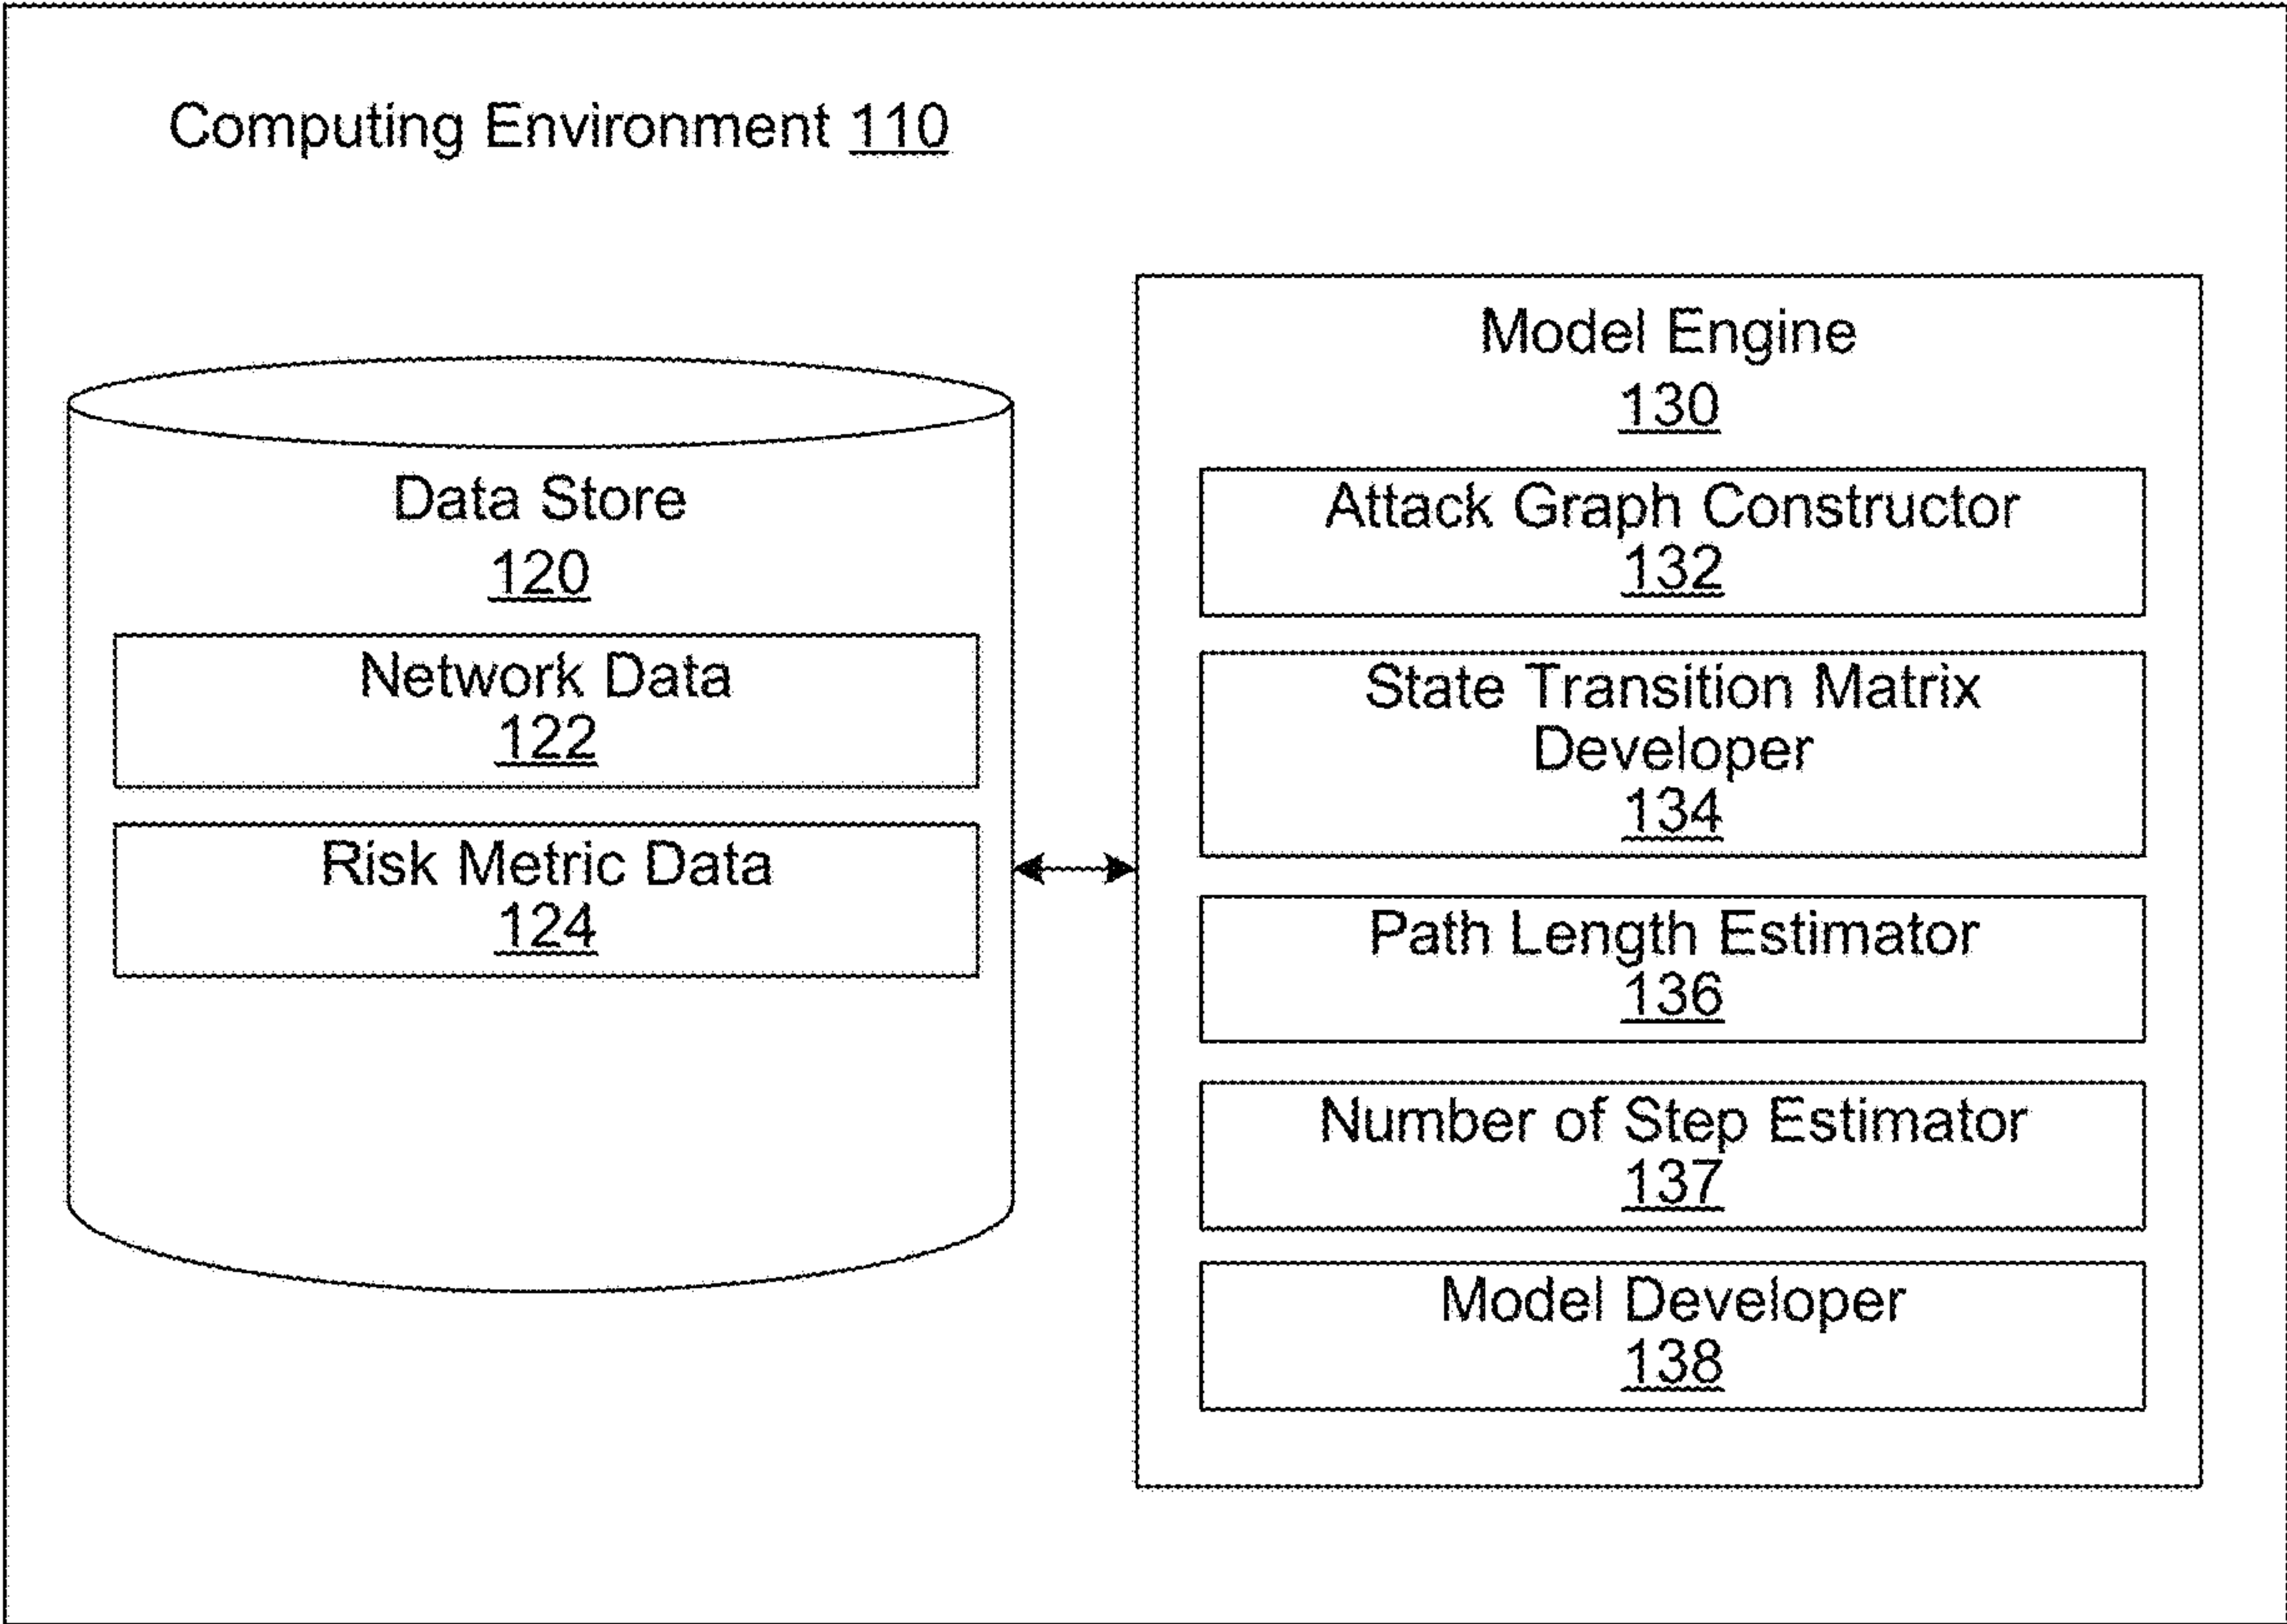 Computing Environment 110
Data Store
120
Network Data
122
Risk Metric Data
124
Model Engine
130
Attack Graph Constructor
132
State Transition Matrix
Developer
134
Path Length Estimator
136
Number of Step Estimator
137
Model Developer
138